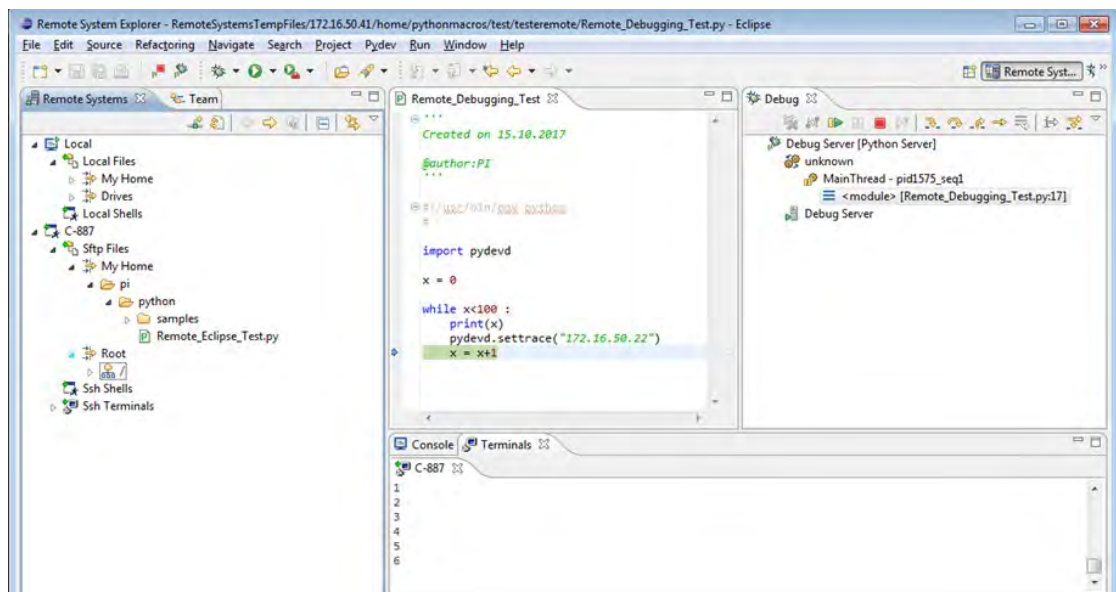 Remote System Explorer - RemoteSystemsTempFiles/172.16.50.41/home/pythonmacros/test/testeremote/Remote_Debugging_Test.py - Eclipse
File Edit Source Refactoring Navigate Search Project Pydev Run Window Help
Remote Syst...
Remote Systems
Team
Local
Local Files
My Home
Drives
Local Shells
C-887
Sftp Files
My Home
pi
python
samples
Remote_Eclipse_Test.py
Root
/
Ssh Shells
Ssh Terminals
Remote_Debugging_Test
'''
Created on 15.10.2017
@author:PI
'''
#!/usr/bin/env python
#
import pydevd
x = 0
while x<100 :
print(x)
pydevd.settrace("172.16.50.22")
x = x+1
Debug
Debug Server [Python Server]
unknown
MainThread - pid1575_seq1
<module> [Remote_Debugging_Test.py:17]
Debug Server
Console
Terminals
C-887
1
2
3
4
5
6